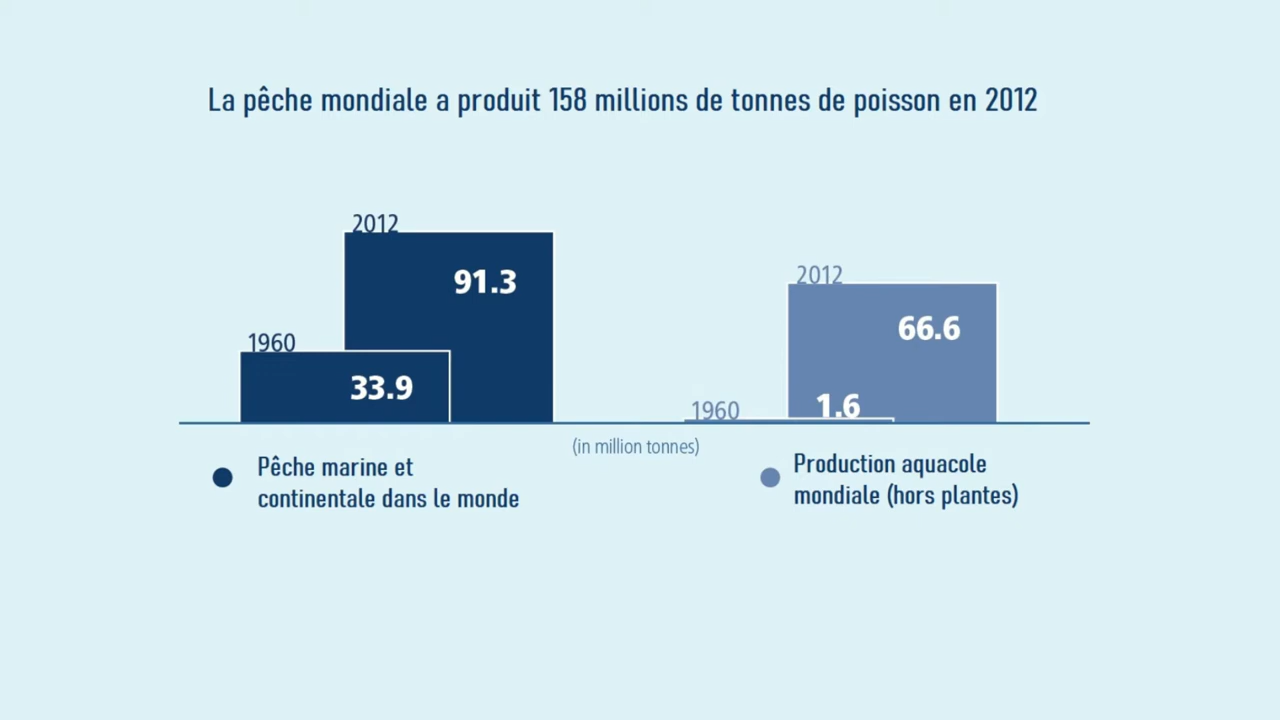 La pêche mondiale a produit 158 millions de tonnes de poisson en 2012
2012
91.3
1960
33.9
2012
66.6
1960
1.6
(in million tonnes)
Pêche marine et
continentale dans le monde
Production aquacole
mondiale (hors plantes)